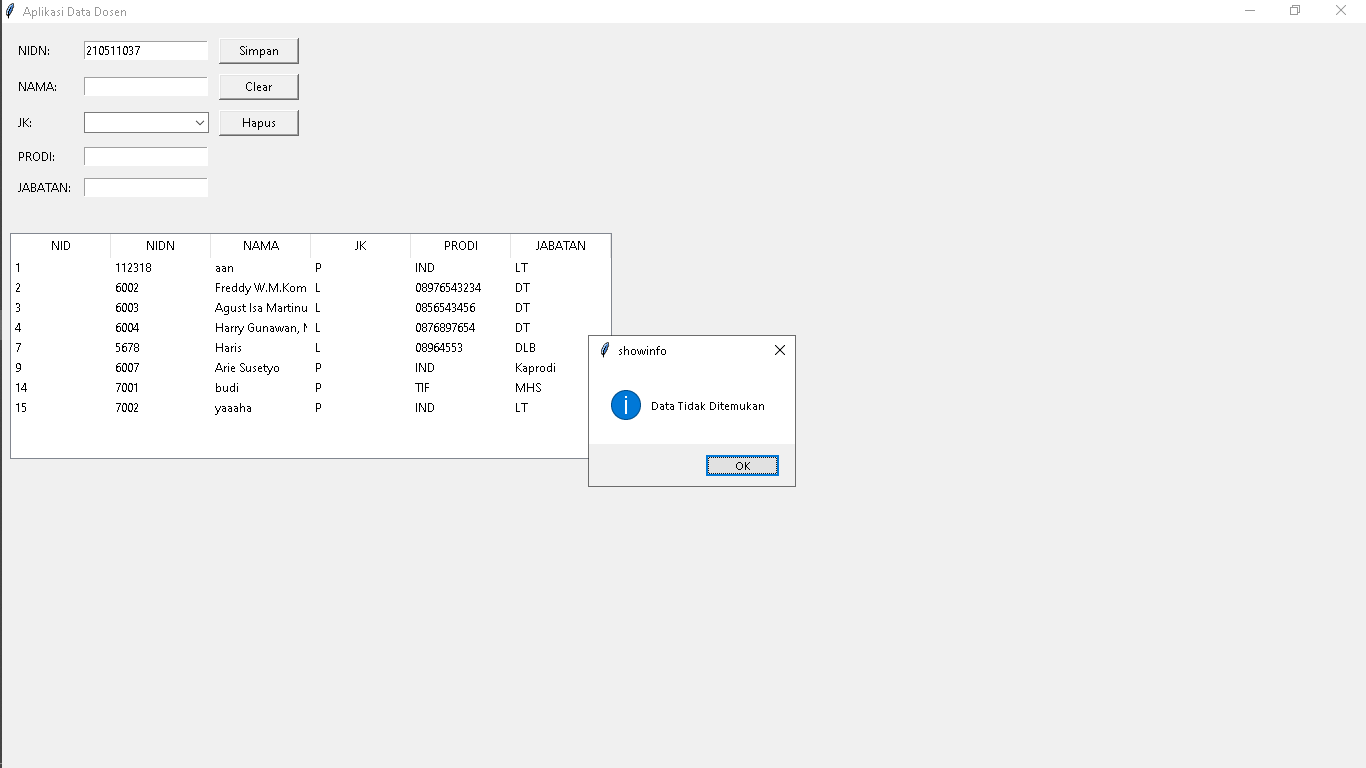 Aplikasi Data Dosen
NIDN: 210511037 Simpan
NAMA: Clear
JK: Hapus
PRODI:
JABATAN:
NID NIDN NAMA JK PRODI JABATAN
1 112318 aan P IND LT
2 6002 Freddy W.M.Kom L 08976543234 DT
3 6003 Agust Isa Martinu L 0856543456 DT
4 6004 Harry Gunawan, L 0876897654 DT
7 5678 Haris L 08964553 DLB
9 6007 Arie Susetyo P IND Kaprodi
14 7001 budi P TIF MHS
15 7002 yaaaha P IND LT
showinfo
Data Tidak Ditemukan
OK